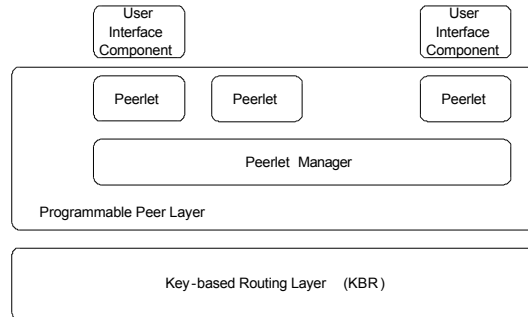 User
Interface
Component
User
Interface
Component
Peerlet
Peerlet
Peerlet
Peerlet Manager
Programmable Peer Layer
Key-based Routing Layer (KBR)